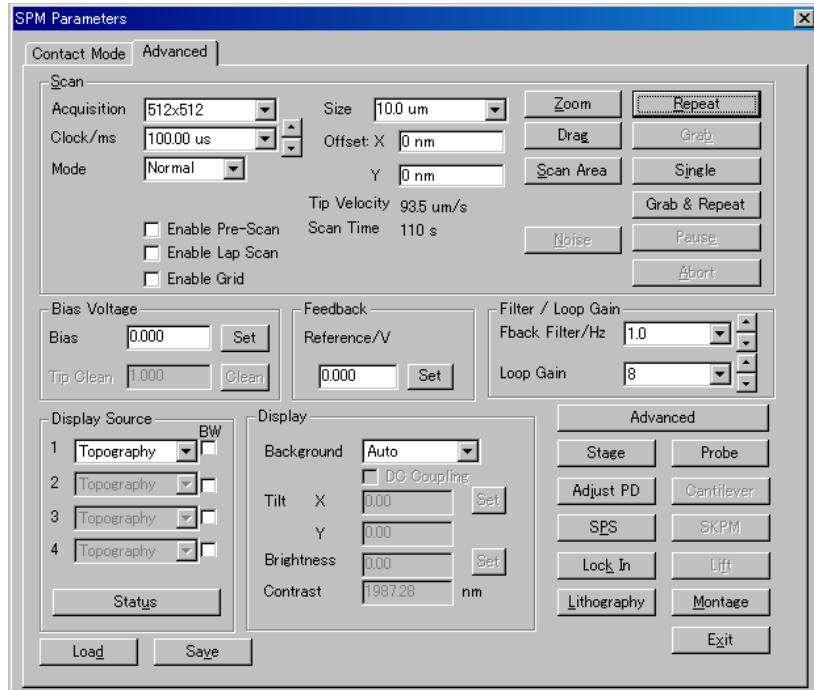 SPM Parameters
Contact Mode Advanced
Scan
Acquisition 512x512 Size 10.0 um Zoom Repeat
Clock/ms 100.00 us Offset: X 0 nm Drag Grab
Mode Normal Y 0 nm Scan Area Single
Tip Velocity 93.5 um/s Grab & Repeat
Enable Pre-Scan Scan Time 110 s Noise Pause
Enable Lap Scan
Enable Grid Abort
Bias Voltage Feedback Filter / Loop Gain
Bias 0.000 Set Reference/V Fback Filter/Hz 1.0
Tip Clean 1.000 Clean 0.000 Set Loop Gain 8
Display Source Display Advanced
BW
1 Topography Background Auto Stage Probe
DC Coupling
2 Topography Tilt X 0.00 Set Adjust PD Cantilever
3 Topography Y 0.00 SPS SKPM
4 Topography Brightness 0.00 Set Lock In Lift
Status Contrast 1987.28 nm Lithography Montage
Load Save Exit